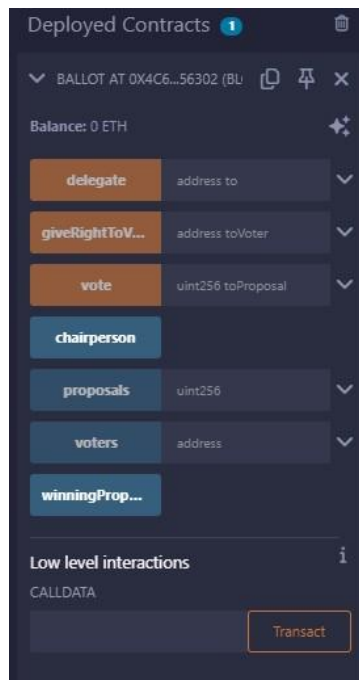 Deployed Contracts 1
BALLOT AT 0X4C6...56302 (BL
Balance: 0 ETH
delegate address to
giveRightToV... address toVoter
vote uint256 toProposal
chairperson
proposals uint256
voters address
winningProp...
Low level interactions i
CALLDATA
Transact